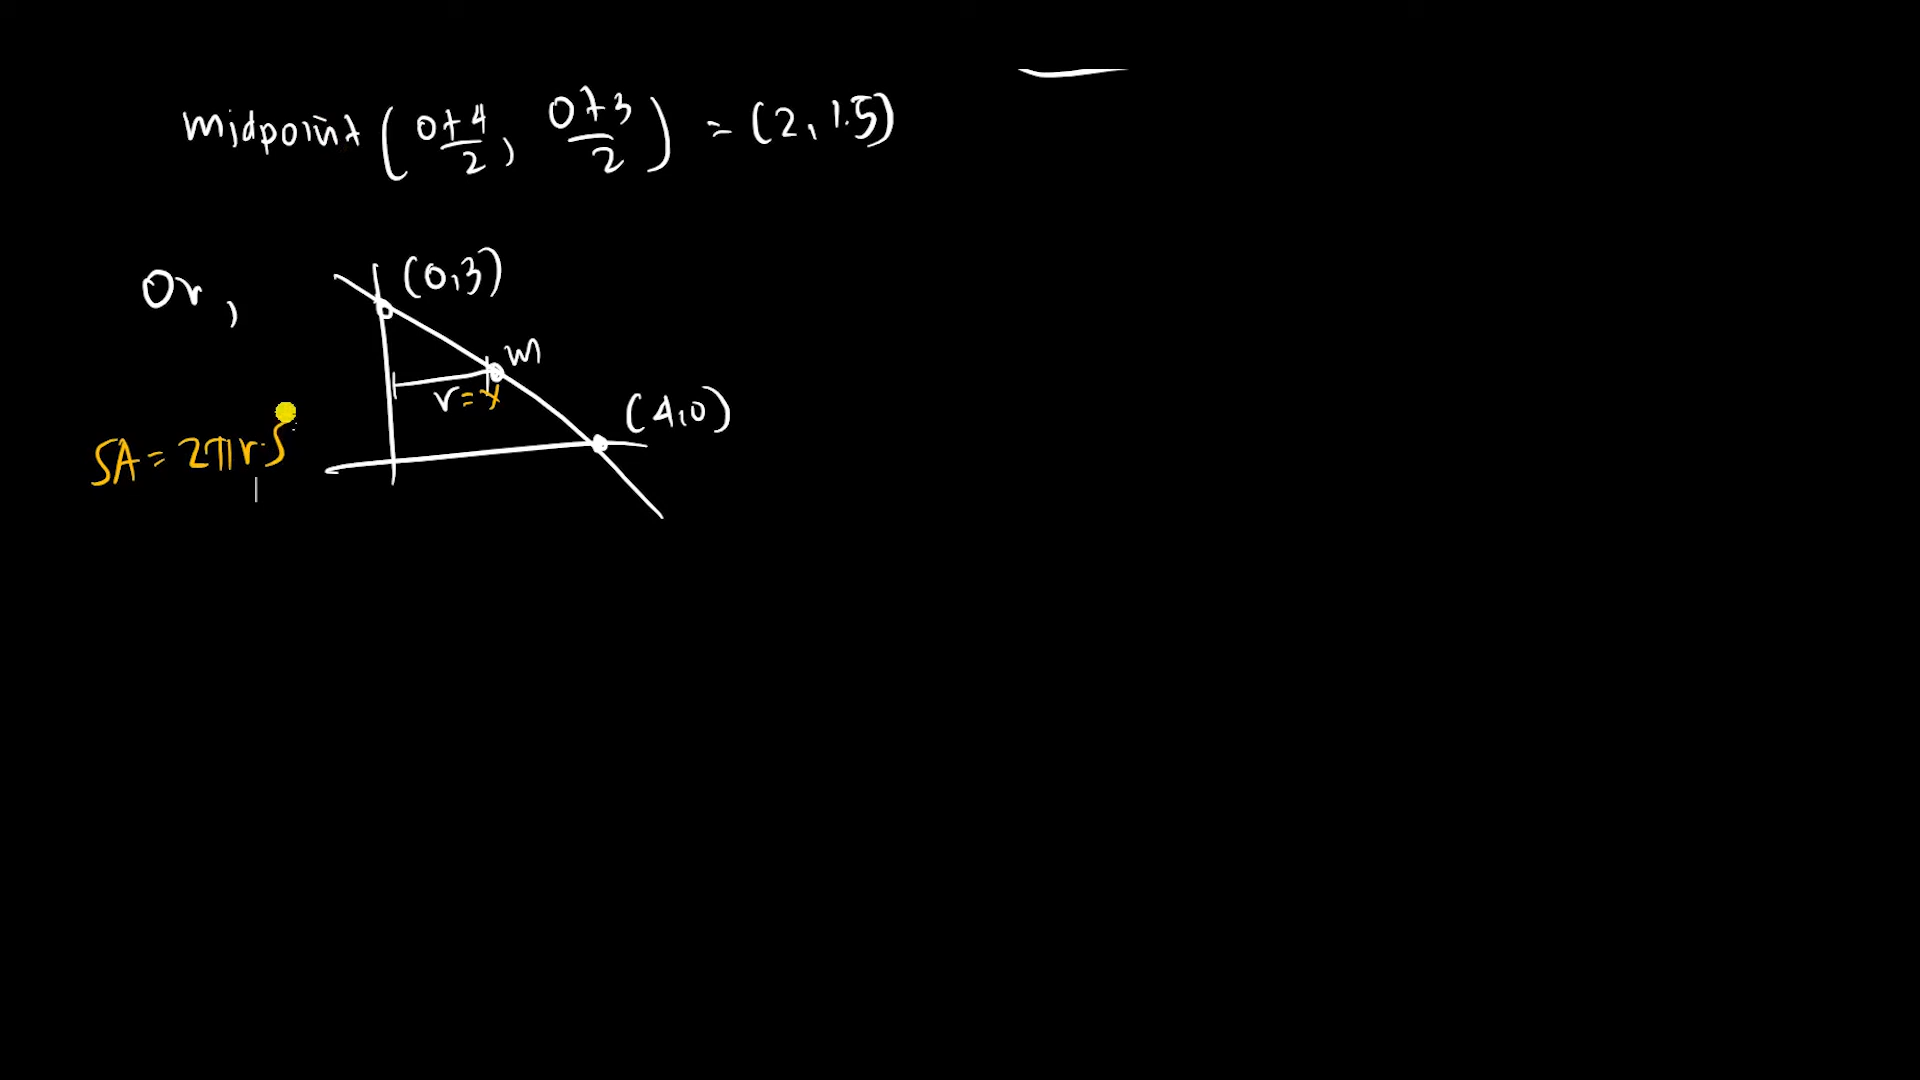 midpoint (0+4/2, 0+3/2) = (2, 1.5)
Or,
(0,3)
m
r=x
(4,0)
SA = 2πr·S